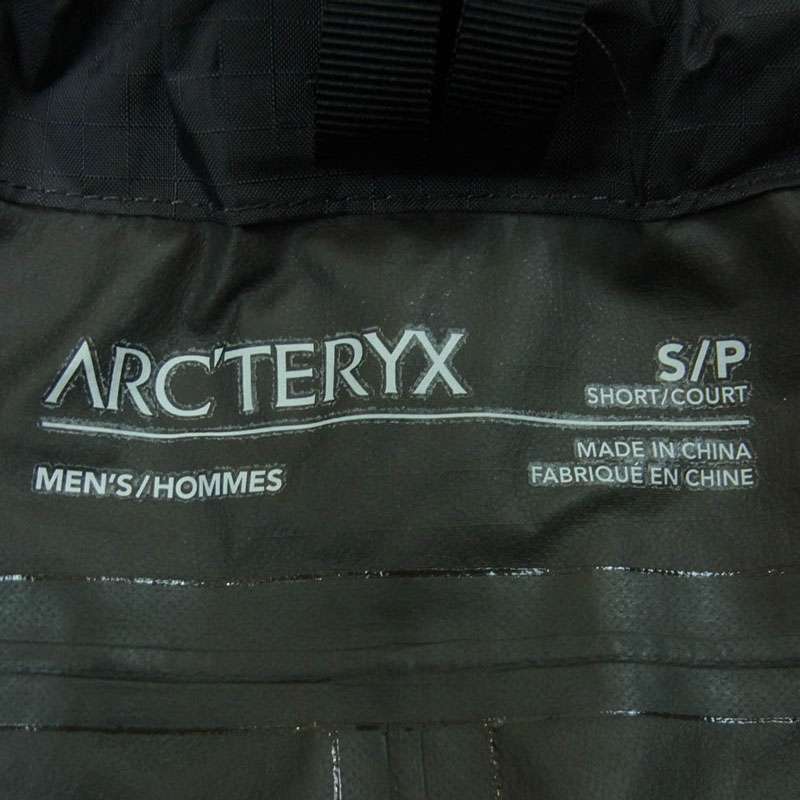 ARC'TERYX
S/P
SHORT/COURT
MEN'S/HOMMES
MADE IN CHINA
FABRIQUÉ EN CHINE